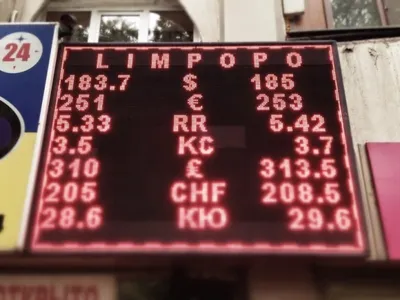 24
LIMPOPO
183.7 $ 185
251 € 253
5.33 RR 5.42
3.5 KC 3.7
310 £ 313.5
205 CHF 208.5
28.6 КЮ 29.6
ОТКРЫТО